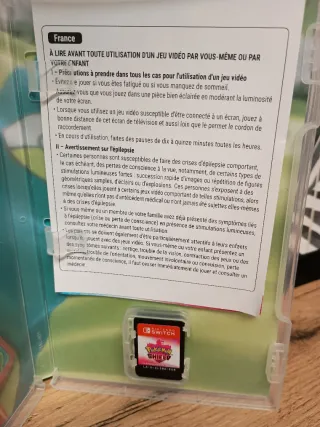 France
À LIRE AVANT TOUTE UTILISATION D'UN JEU VIDÉO PAR VOUS-MÊME OU PAR
VOTRE ENFANT
I – Précautions à prendre dans tous les cas pour l'utilisation d'un jeu vidéo
• Évitez de jouer si vous êtes fatigué ou si vous manquez de sommeil.
• Assurez-vous que vous jouez dans une pièce bien éclairée en modérant la luminosité
de votre écran.
• Lorsque vous utilisez un jeu vidéo susceptible d'être connecté à un écran, jouez à
bonne distance de cet écran de télévision et aussi loin que le permet le cordon de
raccordement.
• En cours d'utilisation, faites des pauses de dix à quinze minutes toutes les heures.
II – Avertissement sur l'épilepsie
• Certaines personnes sont susceptibles de faire des crises d'épilepsie comportant,
le cas échéant, des pertes de conscience à la vue, notamment, de certains types de
stimulations lumineuses fortes : succession rapide d'images ou répétition de figures
géométriques simples, d'éclairs ou d'explosions. Ces personnes s'exposent à des
crises lorsqu'elles jouent à certains jeux vidéo comportant de telles stimulations, alors
même qu'elles n'ont pas d'antécédent médical ou n'ont jamais été sujettes elles-mêmes
à des crises d'épilepsie.
• Si vous même ou un membre de votre famille avez déjà présenté des symptômes liés
à l'épilepsie (crise ou perte de conscience) en présence de stimulations lumineuses,
consultez votre médecin avant toute utilisation.
• Les parents se doivent également d'être particulièrement attentifs à leurs enfants
lorsqu'ils jouent avec des jeux vidéo. Si vous-même ou votre enfant présentez un
des symptômes suivants : vertige, trouble de la vision, contraction des yeux ou des
muscles, trouble de l'orientation, mouvement involontaire ou convulsion, perte
momentanée de conscience, il faut cesser immédiatement de jouer et consulter un
médecin.
NINTENDO
SWITCH
Pokémon
SHIELD